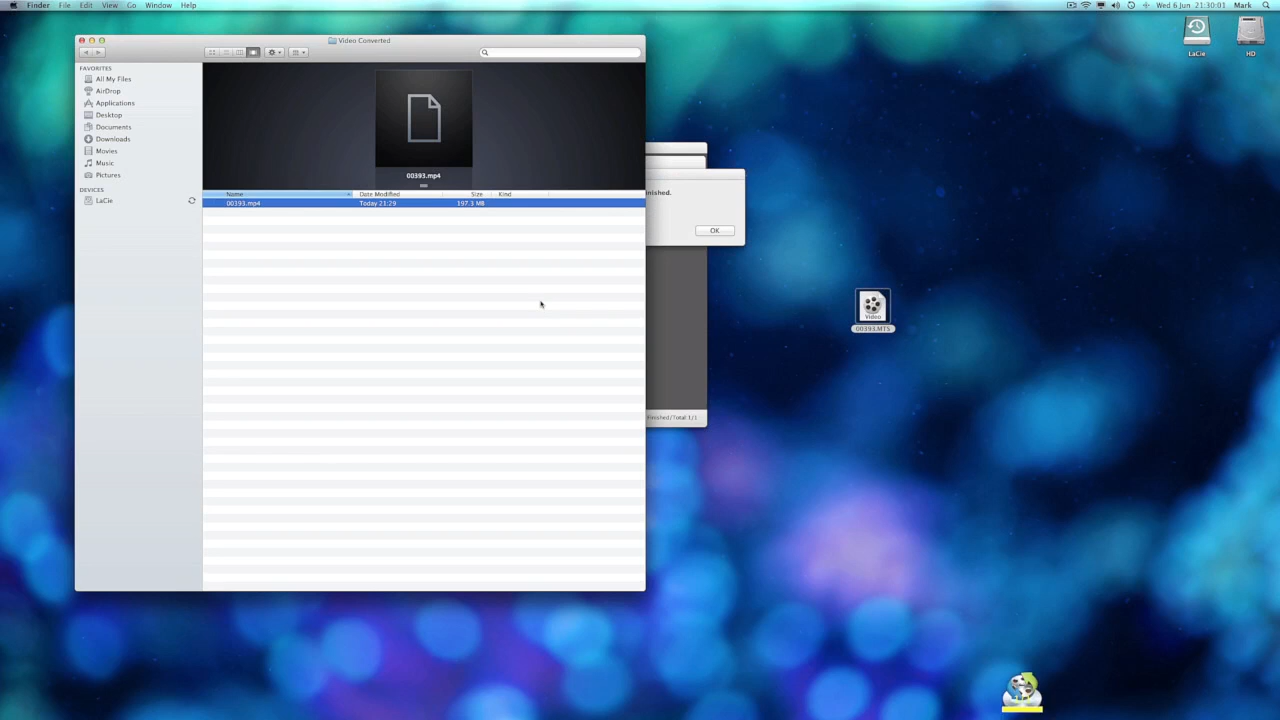 Finder File Edit View Go Window Help Wed 6 Jun 21:30:01 Mark
Video Converted
LaCie
HD
FAVORITES
All My Files
AirDrop
Applications
Desktop
Documents
Downloads
Movies
Music
Pictures
DEVICES
LaCie
00393.mp4
Name Date Modified Size Kind
00393.mp4 Today 21:29 197.3 MB
inished.
OK
Video
00393.MTS
Finished/Total 1/1